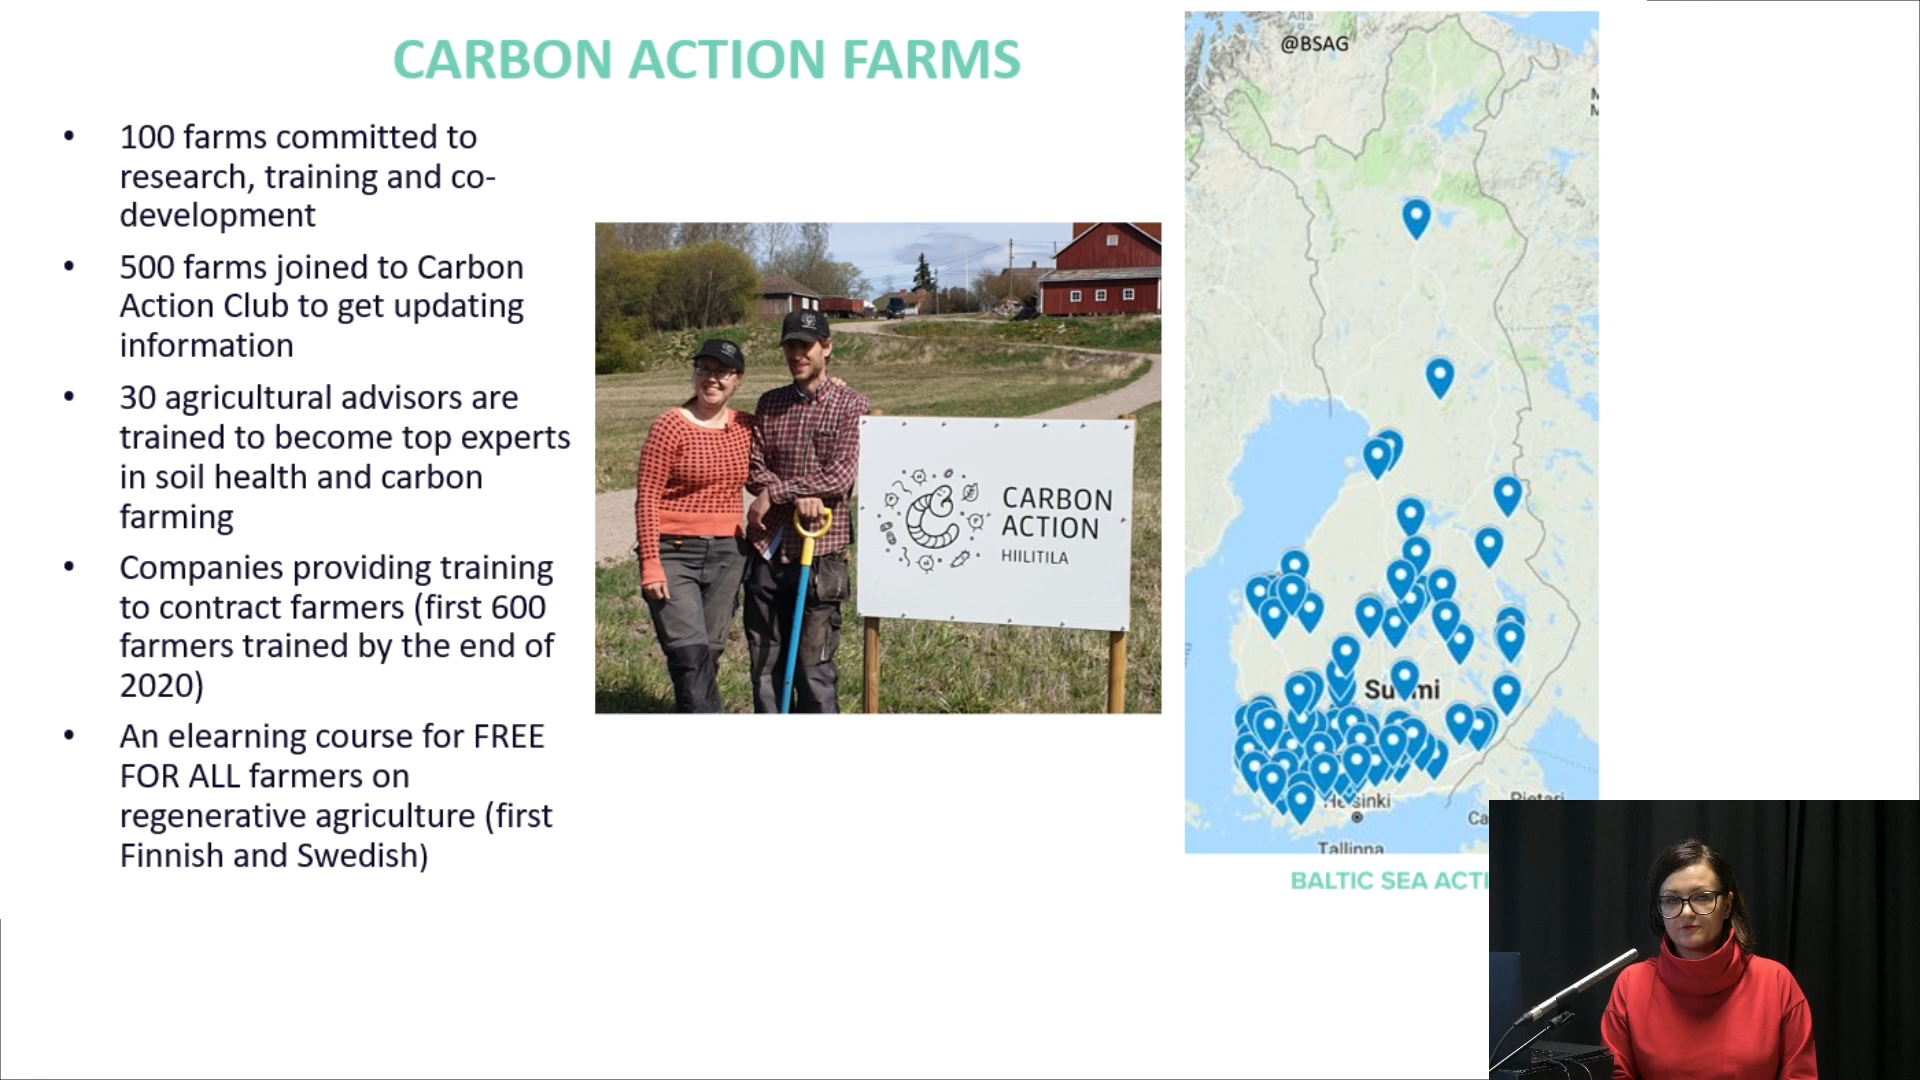 CARBON ACTION FARMS
• 100 farms committed to
research, training and co-
development
• 500 farms joined to Carbon
Action Club to get updating
information
• 30 agricultural advisors are
trained to become top experts
in soil health and carbon
farming
• Companies providing training
to contract farmers (first 600
farmers trained by the end of
2020)
• An elearning course for FREE
FOR ALL farmers on
regenerative agriculture (first
Finnish and Swedish)
CARBON
ACTION
HIILITILA
Alta
@BSAG
Suomi
Helsinki
Pietari
Tallinna
BALTIC SEA ACTI